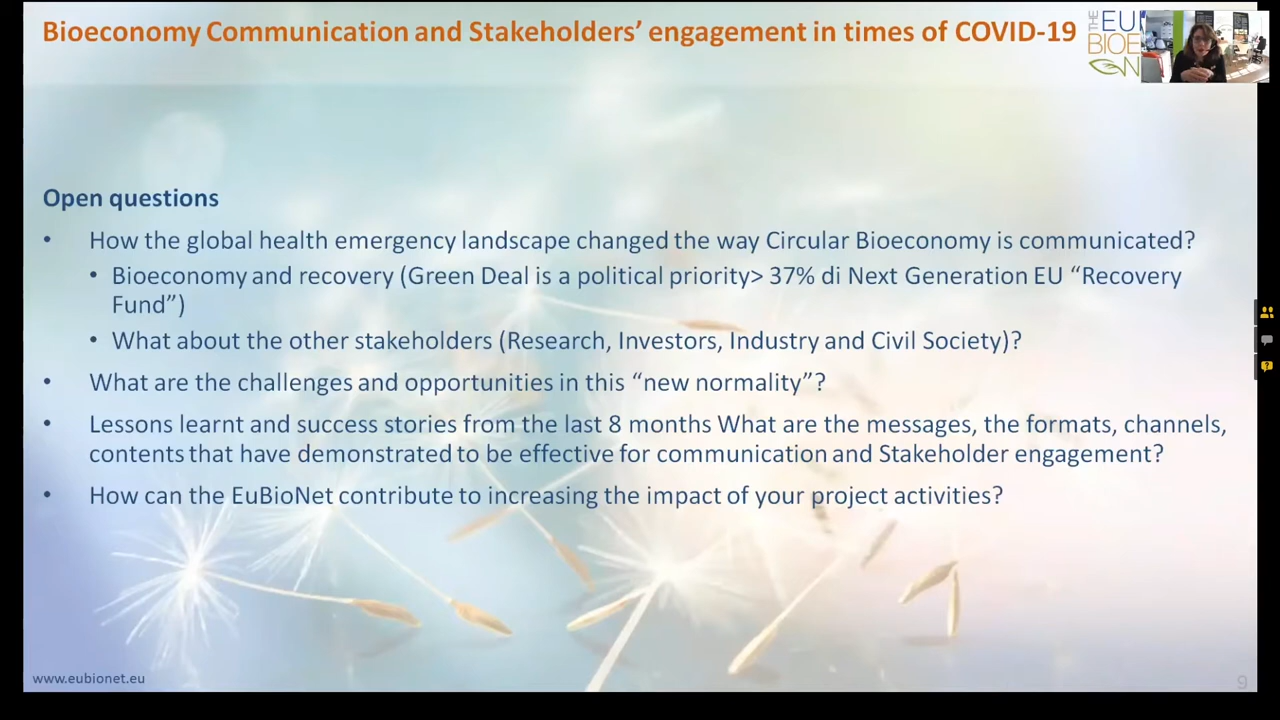 Bioeconomy Communication and Stakeholders’ engagement in times of COVID-19
THE EU
BIOE
N
Open questions
• How the global health emergency landscape changed the way Circular Bioeconomy is communicated?
• Bioeconomy and recovery (Green Deal is a political priority> 37% di Next Generation EU “Recovery
Fund”)
• What about the other stakeholders (Research, Investors, Industry and Civil Society)?
• What are the challenges and opportunities in this “new normality”?
• Lessons learnt and success stories from the last 8 months What are the messages, the formats, channels,
contents that have demonstrated to be effective for communication and Stakeholder engagement?
• How can the EuBioNet contribute to increasing the impact of your project activities?
www.eubionet.eu
9